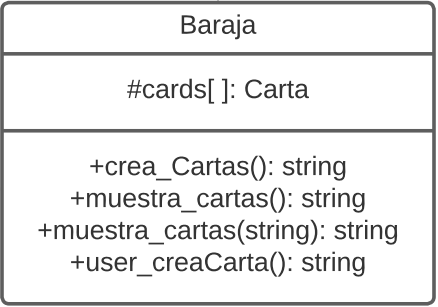 Baraja
#cards[ ]: Carta
+crea_Cartas(): string
+muestra_cartas(): string
+muestra_cartas(string): string
+user_creaCarta(): string